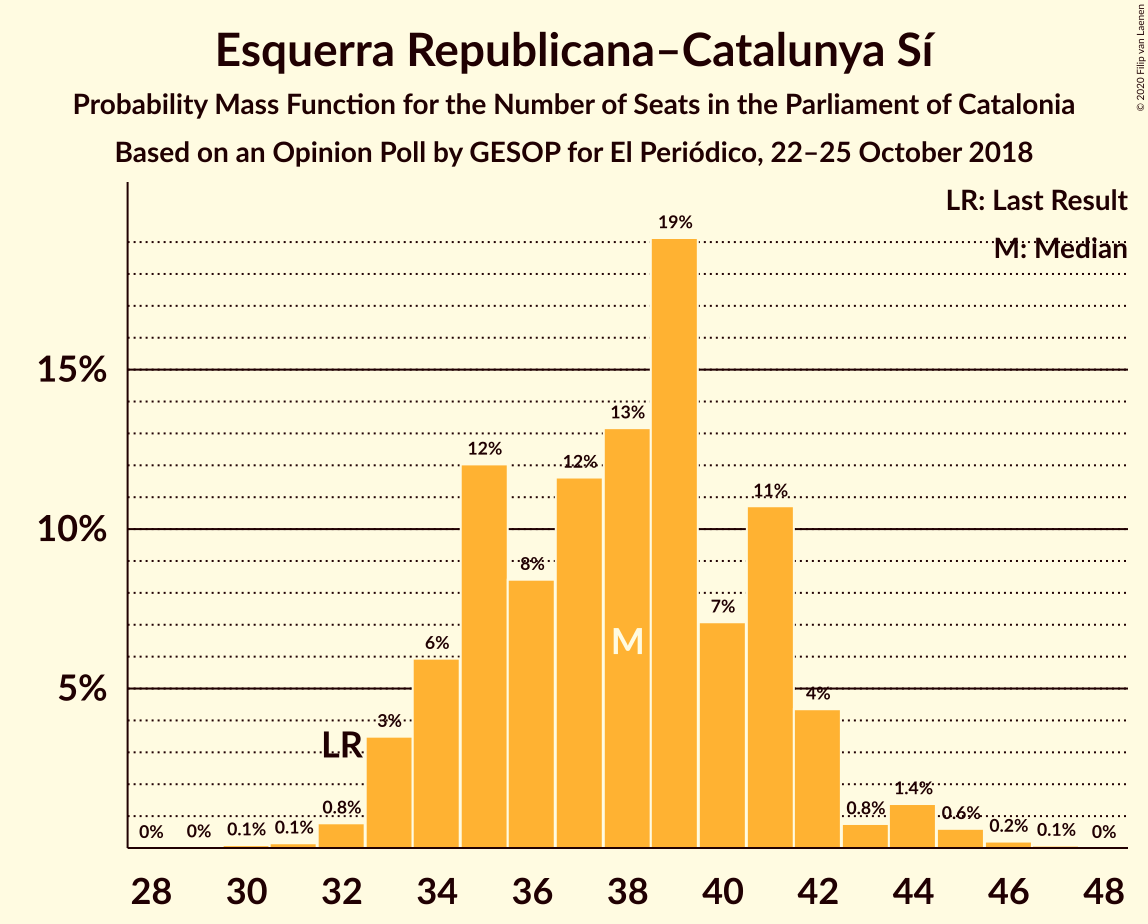 Esquerra Republicana–Catalunya Sí
Probability Mass Function for the Number of Seats in the Parliament of Catalonia
Based on an Opinion Poll by GESOP for El Periódico, 22–25 October 2018
© 2020 Filip van Laenen
LR: Last Result
M: Median
15%
10%
5%
0%
0%
0.1%
0.1%
0.8%
3%
6%
12%
8%
12%
13%
19%
7%
11%
4%
0.8%
1.4%
0.6%
0.2%
0.1%
0%
LR
M
28 30 32 34 36 38 40 42 44 46 48